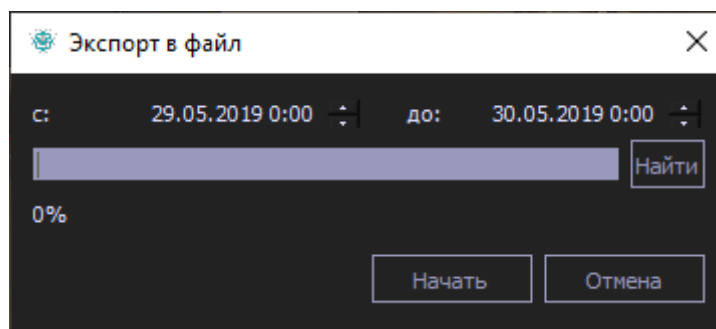 Экспорт в файл
с: 29.05.2019 0:00 до: 30.05.2019 0:00
Найти
0%
Начать Отмена